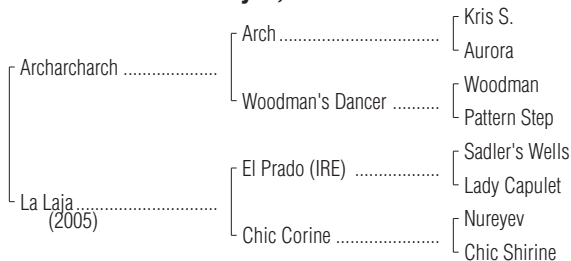 Kris S.
Arch
Aurora
Archarcharch
Woodman
Woodman's Dancer
Pattern Step
Sadler's Wells
El Prado (IRE)
Lady Capulet
La Laja
(2005)
Nureyev
Chic Corine
Chic Shirine